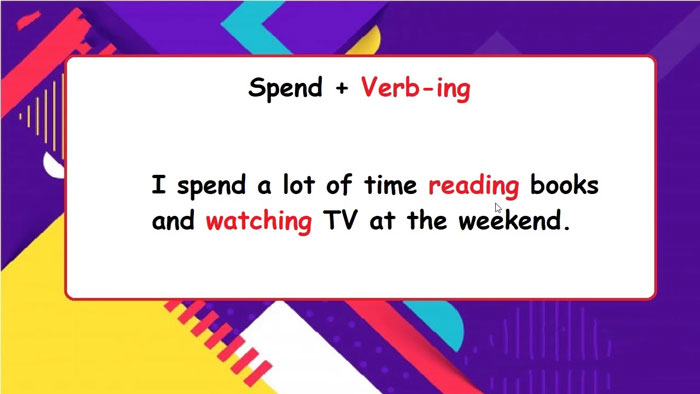 Spend + Verb-ing
I spend a lot of time reading books
and watching TV at the weekend.